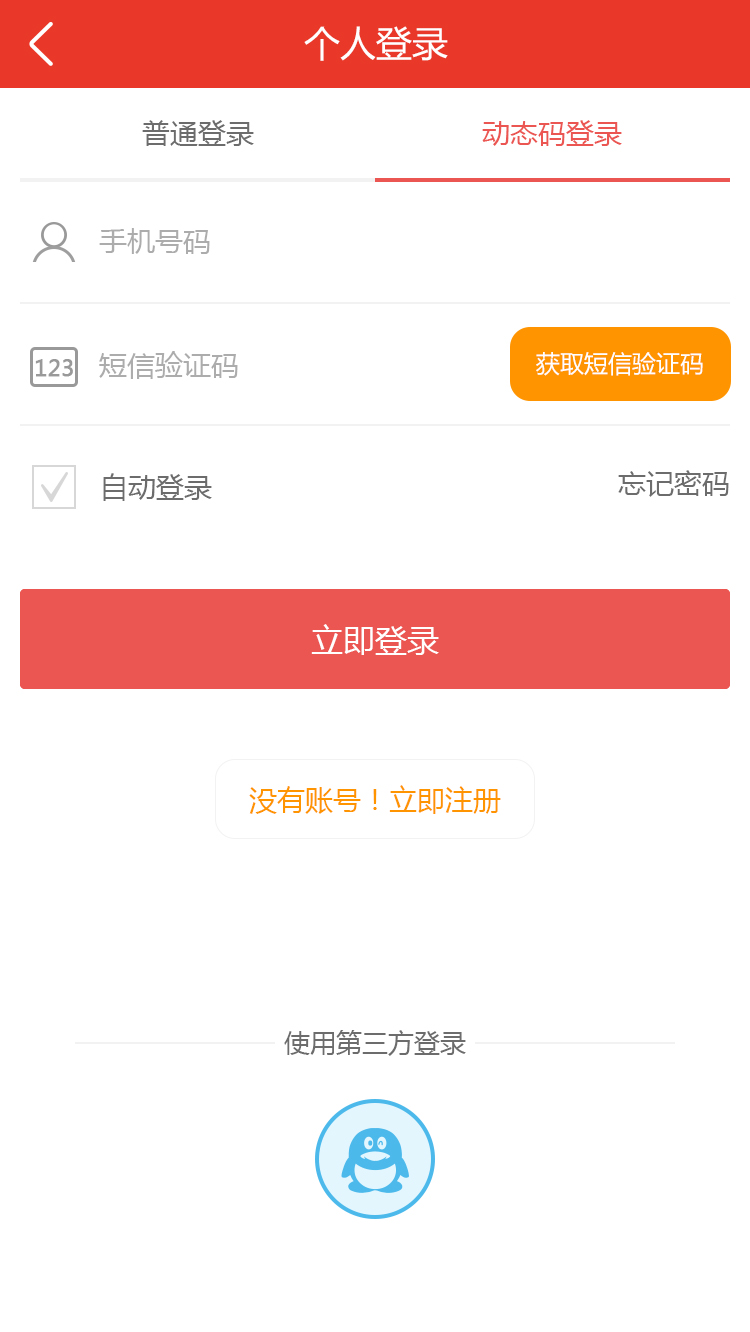 个人登录
普通登录
动态码登录
手机号码
123
短信验证码
获取短信验证码
自动登录
忘记密码
立即登录
没有账号！立即注册
使用第三方登录